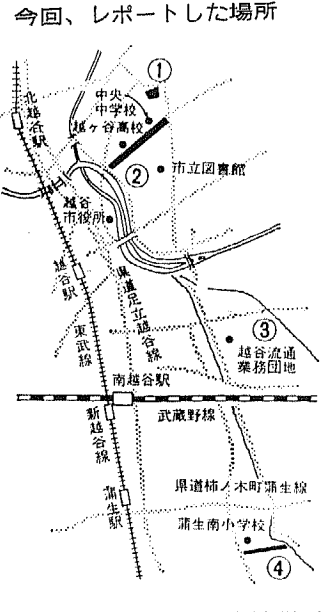 今回、レポートした場所
①
中央
中学校
越ヶ谷高校
北越谷駅
②
市立図書館
越谷
市役所
越谷駅
県道足立越谷線
東武線
③
越谷流通
業務団地
南越谷駅
武蔵野線
新越谷駅
県道柿ノ木町蒲生線
蒲生駅
蒲生南小学校
④